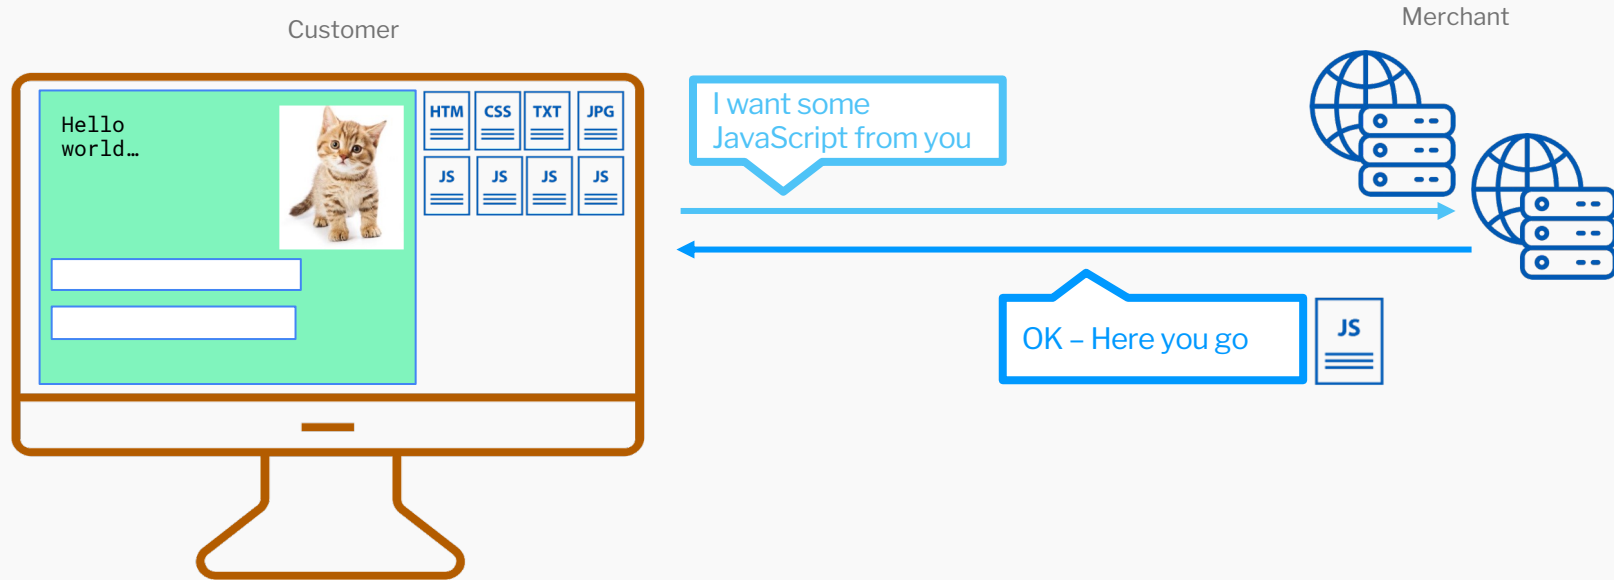 Customer
Merchant
Hello
world…
HTM
CSS
TXT
JPG
JS
JS
JS
JS
I want some
JavaScript from you
OK – Here you go
JS